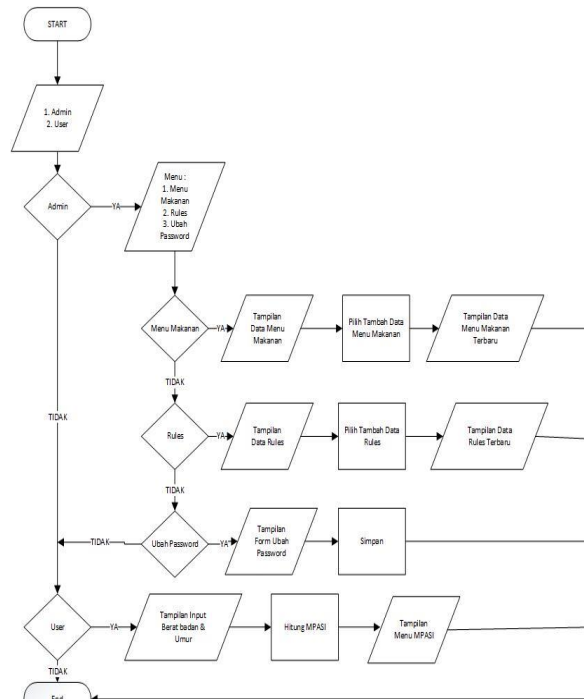 START
1. Admin
2. User
Admin
YA
Menu :
1. Menu
Makanan
2. Rules
3. Ubah
Password
Menu Makanan
YA
Tampilan
Data Menu
Makanan
Pilih Tambah Data
Menu Makanan
Tampilan Data
Menu Makanan
Terbaru
TIDAK
TIDAK
Rules
YA
Tampilan
Data Rules
Pilih Tambah Data
Rules
Tampilan Data
Rules Terbaru
TIDAK
TIDAK
Ubah Password
YA
Tampilan
Form Ubah
Password
Simpan
User
YA
Tampilan Input
Berat badan &
Umur
Hitung MPASI
Tampilan
Menu MPASI
TIDAK
End